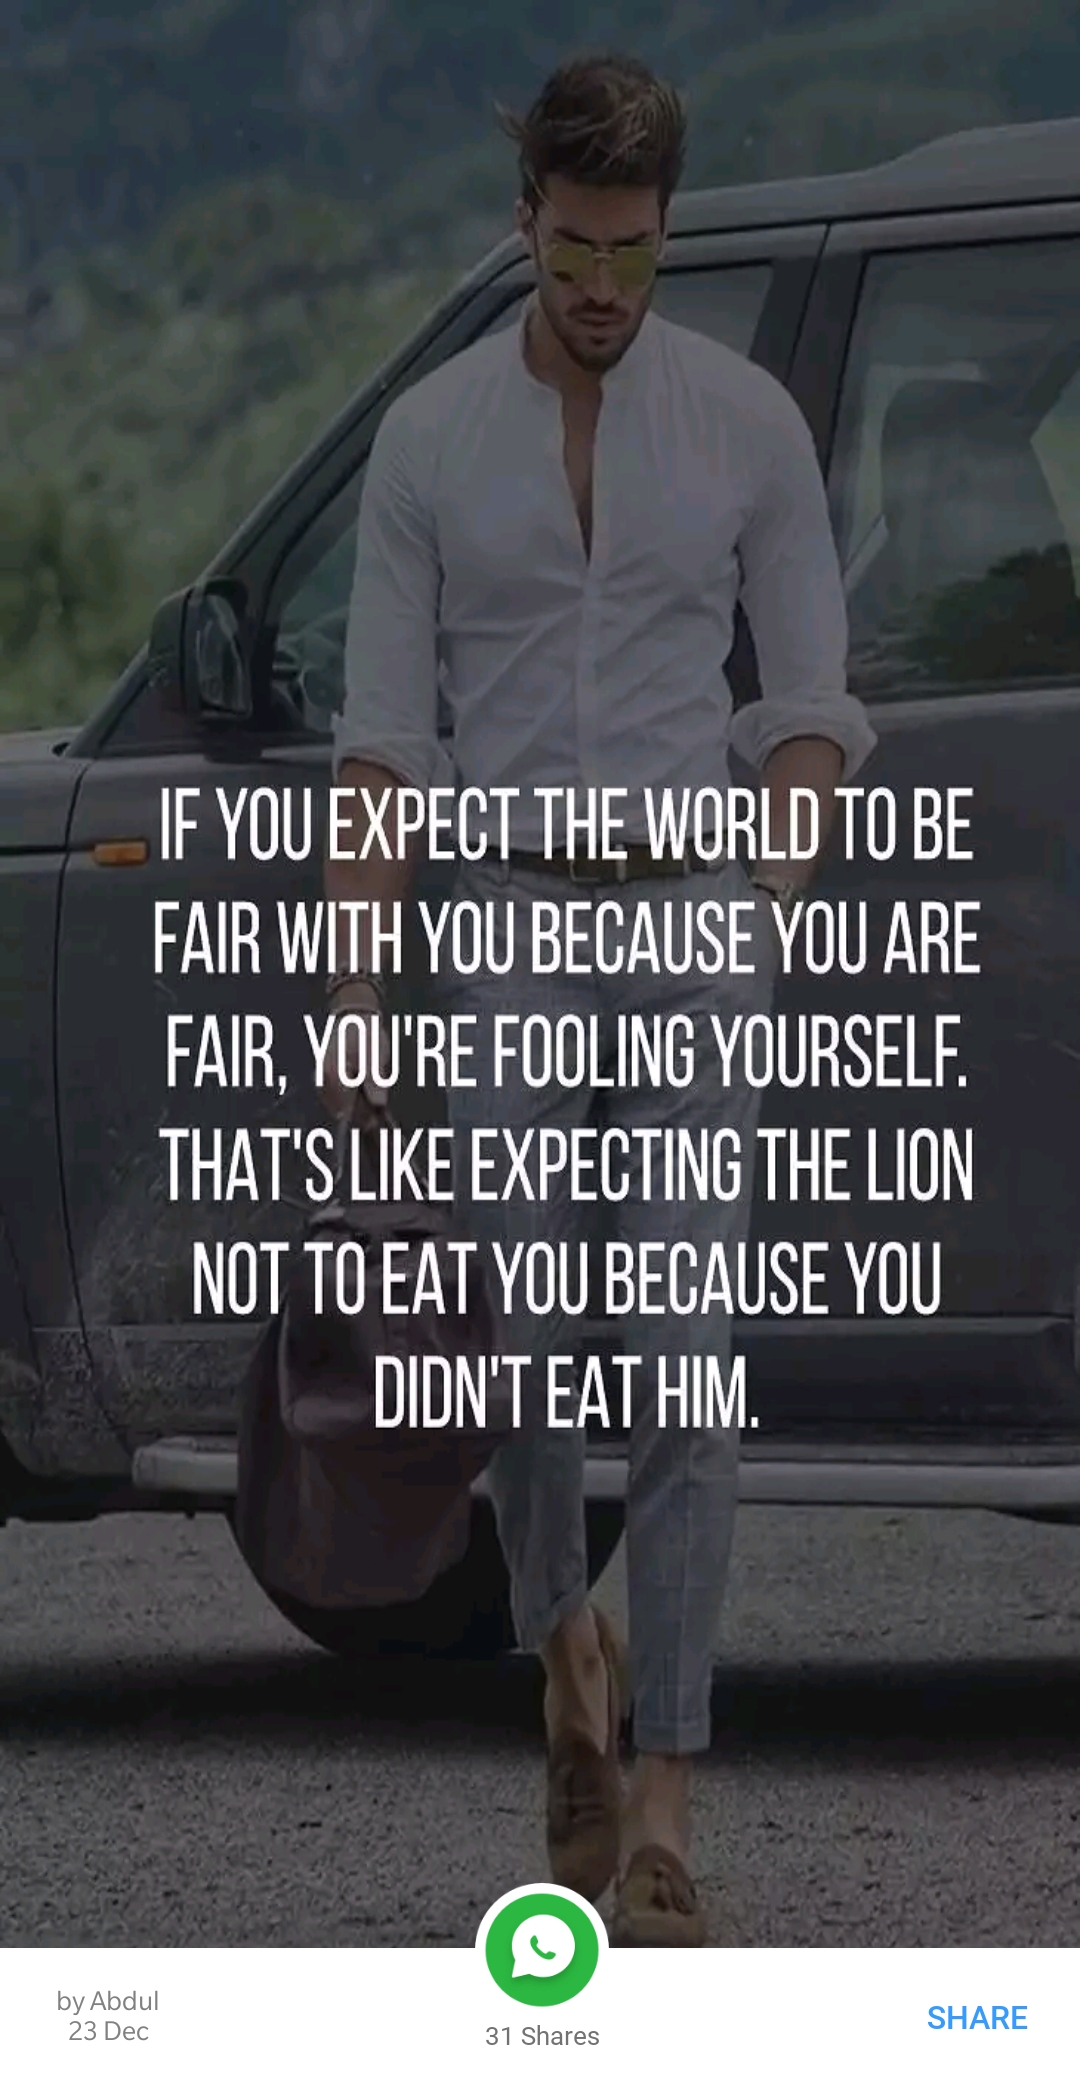 IF YOU EXPECT THE WORLD TO BE
FAIR WITH YOU BECAUSE YOU ARE
FAIR, YOU'RE FOOLING YOURSELF.
THAT'S LIKE EXPECTING THE LION
NOT TO EAT YOU BECAUSE YOU
DIDN'T EAT HIM.
by Abdul
23 Dec
31 Shares
SHARE